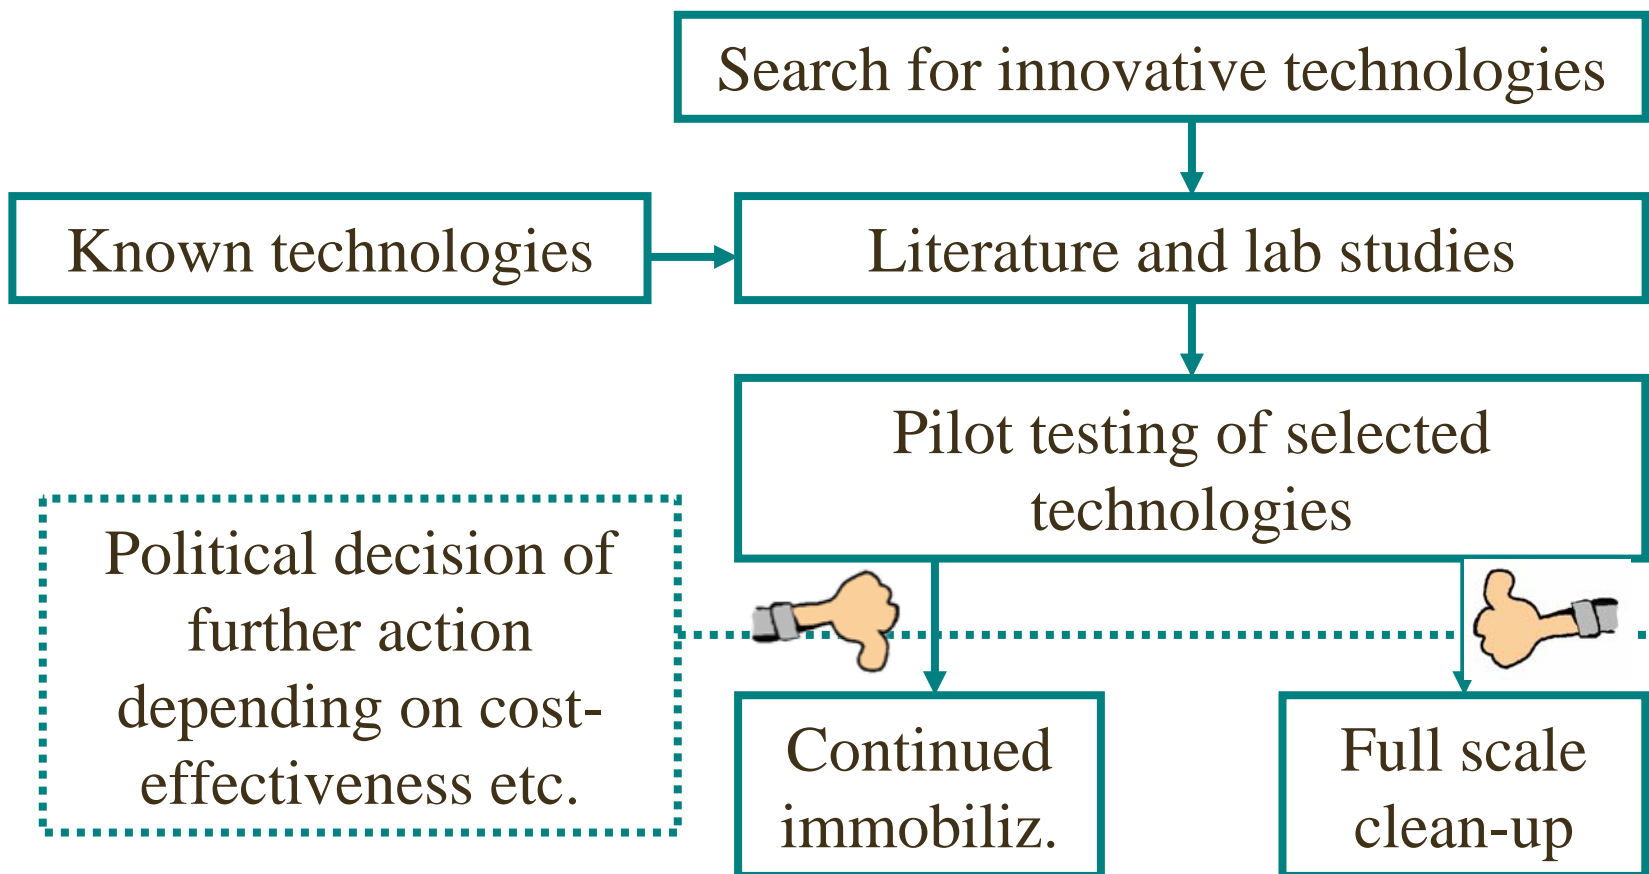 Search for innovative technologies
Known technologies
Literature and lab studies
Pilot testing of selected
technologies
Political decision of
further action
depending on cost-
effectiveness etc.
Continued
immobiliz.
Full scale
clean-up